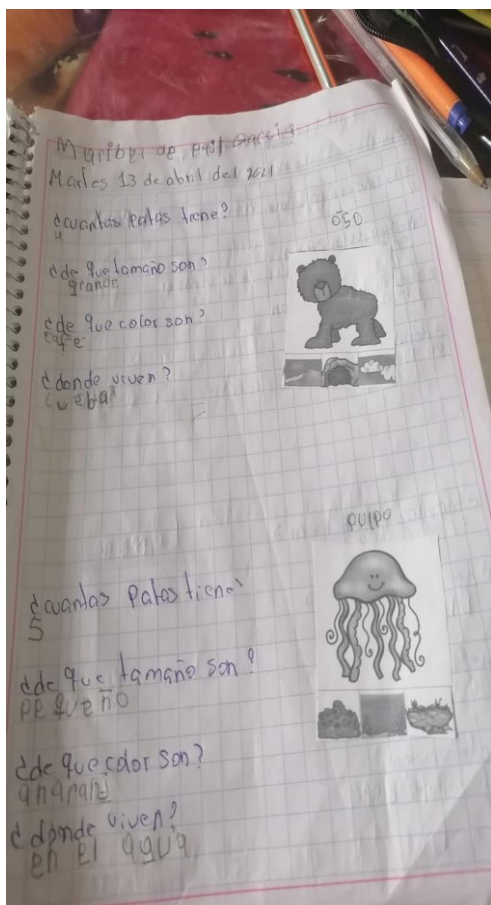 Maribel de
Martes 13 de abril del 2021
¿cuantas patas tiene?
4
oso
¿de que tamaño son?
grande
¿de que color son?
cafe
¿donde viven?
cueba
pulpo
¿cuantas patas tiene?
5
¿de que tamaño son?
pequeño
¿de que color son?
¿donde viven?
en el agua